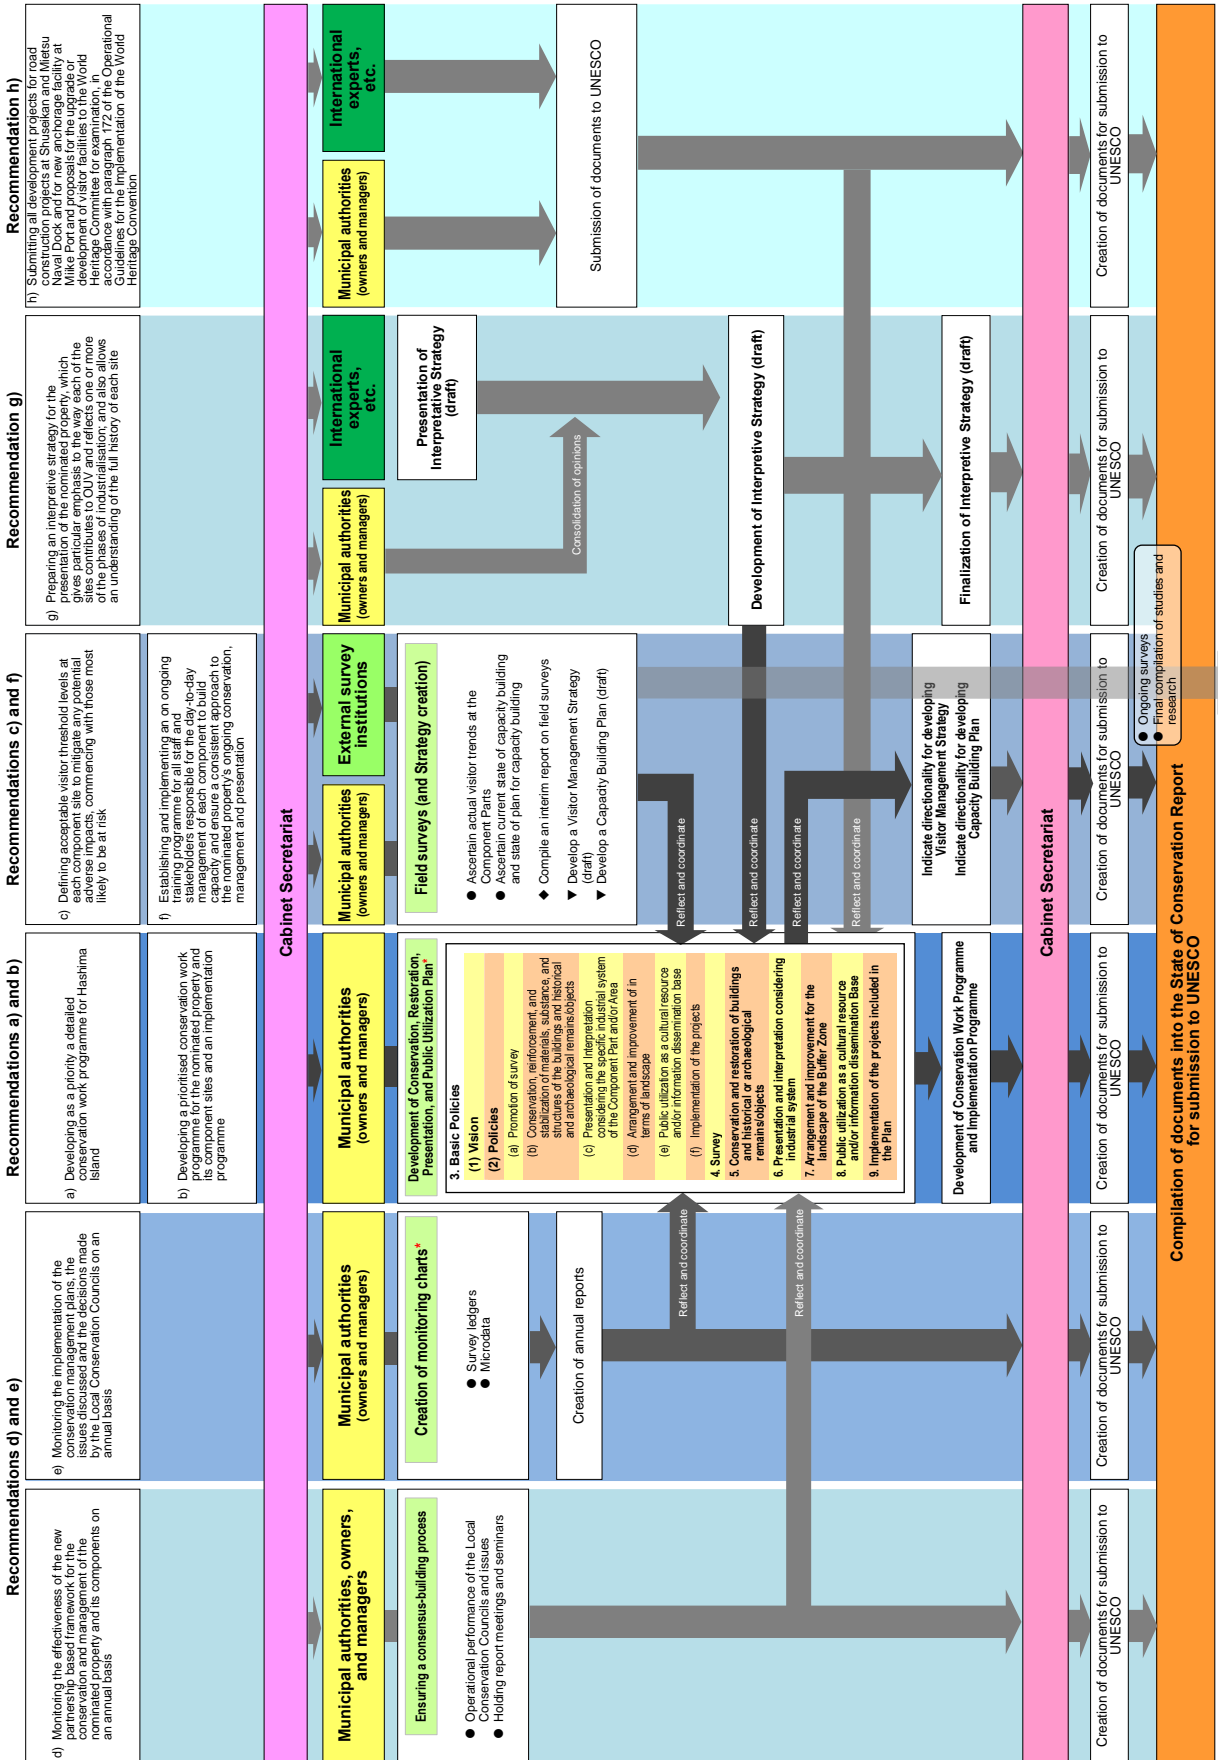 Recommendations d) and e)
Recommendations a) and b)
Recommendations c) and f)
Recommendation g)
Recommendation h)
d) Monitoring the effectiveness of the new
partnership based framework for the
conservation and management of the
nominated property and its components on
an annual basis
e) Monitoring the implementation of the
conservation management plans, the
issues discussed and the decisions made
by the Local Conservation Councils on an
annual basis
a) Developing as a priority a detailed
conservation work programme for Hashima
Island
b) Developing a prioritised conservation work
programme for the nominated property and
its component sites and an implementation
programme
c) Defining acceptable visitor threshold levels at
each component site to mitigate any potential
adverse impacts, commencing with those most
likely to be at risk
f) Establishing and implementing an on ongoing
training programme for all staff and
stakeholders responsible for the day-to-day
management of each component to build
capacity and ensure a consistent approach to
the nominated property's ongoing conservation,
management and presentation
g) Preparing an interpretive strategy for the
presentation of the nominated property, which
gives particular emphasis to the way each of the
sites contributes to OUV and reflects one or more
of the phases of industrialisation; and also allows
an understanding of the full history of each site
h) Submitting all development projects for road
construction projects at Shuseikan and Mietsu
Naval Dock and for new anchorage facility at
Miike Port and proposals for the upgrade or
development of visitor facilities to the World
Heritage Committee for examination, in
accordance with paragraph 172 of the Operational
Guidelines for the Implementation of the World
Heritage Convention
Cabinet Secretariat
Municipal authorities, owners,
and managers
Municipal authorities
(owners and managers)
Municipal authorities
(owners and managers)
Municipal authorities
(owners and managers)
External survey
institutions
Municipal authorities
(owners and managers)
International
experts,
etc.
Municipal authorities
(owners and managers)
International
experts,
etc.
Ensuring a consensus-building process
● Operational performance of the Local
Conservation Councils and issues
● Holding report meetings and seminars
Creation of monitoring charts*
● Survey ledgers
● Microdata
Creation of annual reports
Development of Conservation, Restoration,
Presentation, and Public Utilization Plan*
3. Basic Policies
(1) Vision
(2) Policies
(a) Promotion of survey
(b) Conservation, reinforcement, and
stabilization of materials, substance, and
structures of the buildings and historical
and archaeological remains/objects
(c) Presentation and Interpretation
considering the specific industrial system
of the Component Part and/or Area
(d) Arrangement and improvement of in
terms of landscape
(e) Public utilization as a cultural resource
and/or information dissemination base
(f) Implementation of the projects
4. Survey
5. Conservation and restoration of buildings
and historical or archaeological
remains/objects
6. Presentation and interpretation considering
industrial system
7. Arrangement and improvement for the
landscape of the Buffer Zone
8. Public utilization as a cultural resource
and/or information dissemination Base
9. Implementation of the projects included in
the Plan
Field surveys (and Strategy creation)
● Ascertain actual visitor trends at the
Component Parts
● Ascertain current state of capacity building
and state of plan for capacity building
◆ Compile an interim report on field surveys
▼ Develop a Visitor Management Strategy
(draft)
▼ Develop a Capacity Building Plan (draft)
Presentation of
Interpretative Strategy
(draft)
Consolidation of opinions
Submission of documents to UNESCO
Reflect and coordinate
Reflect and coordinate
Reflect and coordinate
Reflect and coordinate
Reflect and coordinate
Reflect and coordinate
Development of Interpretive Strategy (draft)
Development of Conservation Work Programme
and Implementation Programme
Indicate directionality for developing
Visitor Management Strategy
Indicate directionality for developing
Capacity Building Plan
Finalization of Interpretive Strategy (draft)
Cabinet Secretariat
Creation of documents for submission to
UNESCO
Creation of documents for submission to
UNESCO
Creation of documents for submission to
UNESCO
Creation of documents for submission to
UNESCO
Creation of documents for submission to
UNESCO
Creation of documents for submission to
UNESCO
● Ongoing surveys
● Final compilation of studies and
research
Compilation of documents into the State of Conservation Report
for submission to UNESCO